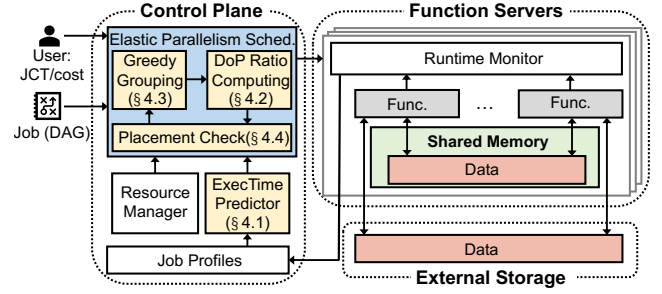 Control Plane
Function Servers
User:
JCT/cost
Job (DAG)
Elastic Parallelism Sched.
Greedy
Grouping
(§ 4.3)
DoP Ratio
Computing
(§ 4.2)
Placement Check(§ 4.4)
Resource
Manager
ExecTime
Predictor
(§ 4.1)
Job Profiles
Runtime Monitor
Func.
...
Func.
Shared Memory
Data
Data
External Storage